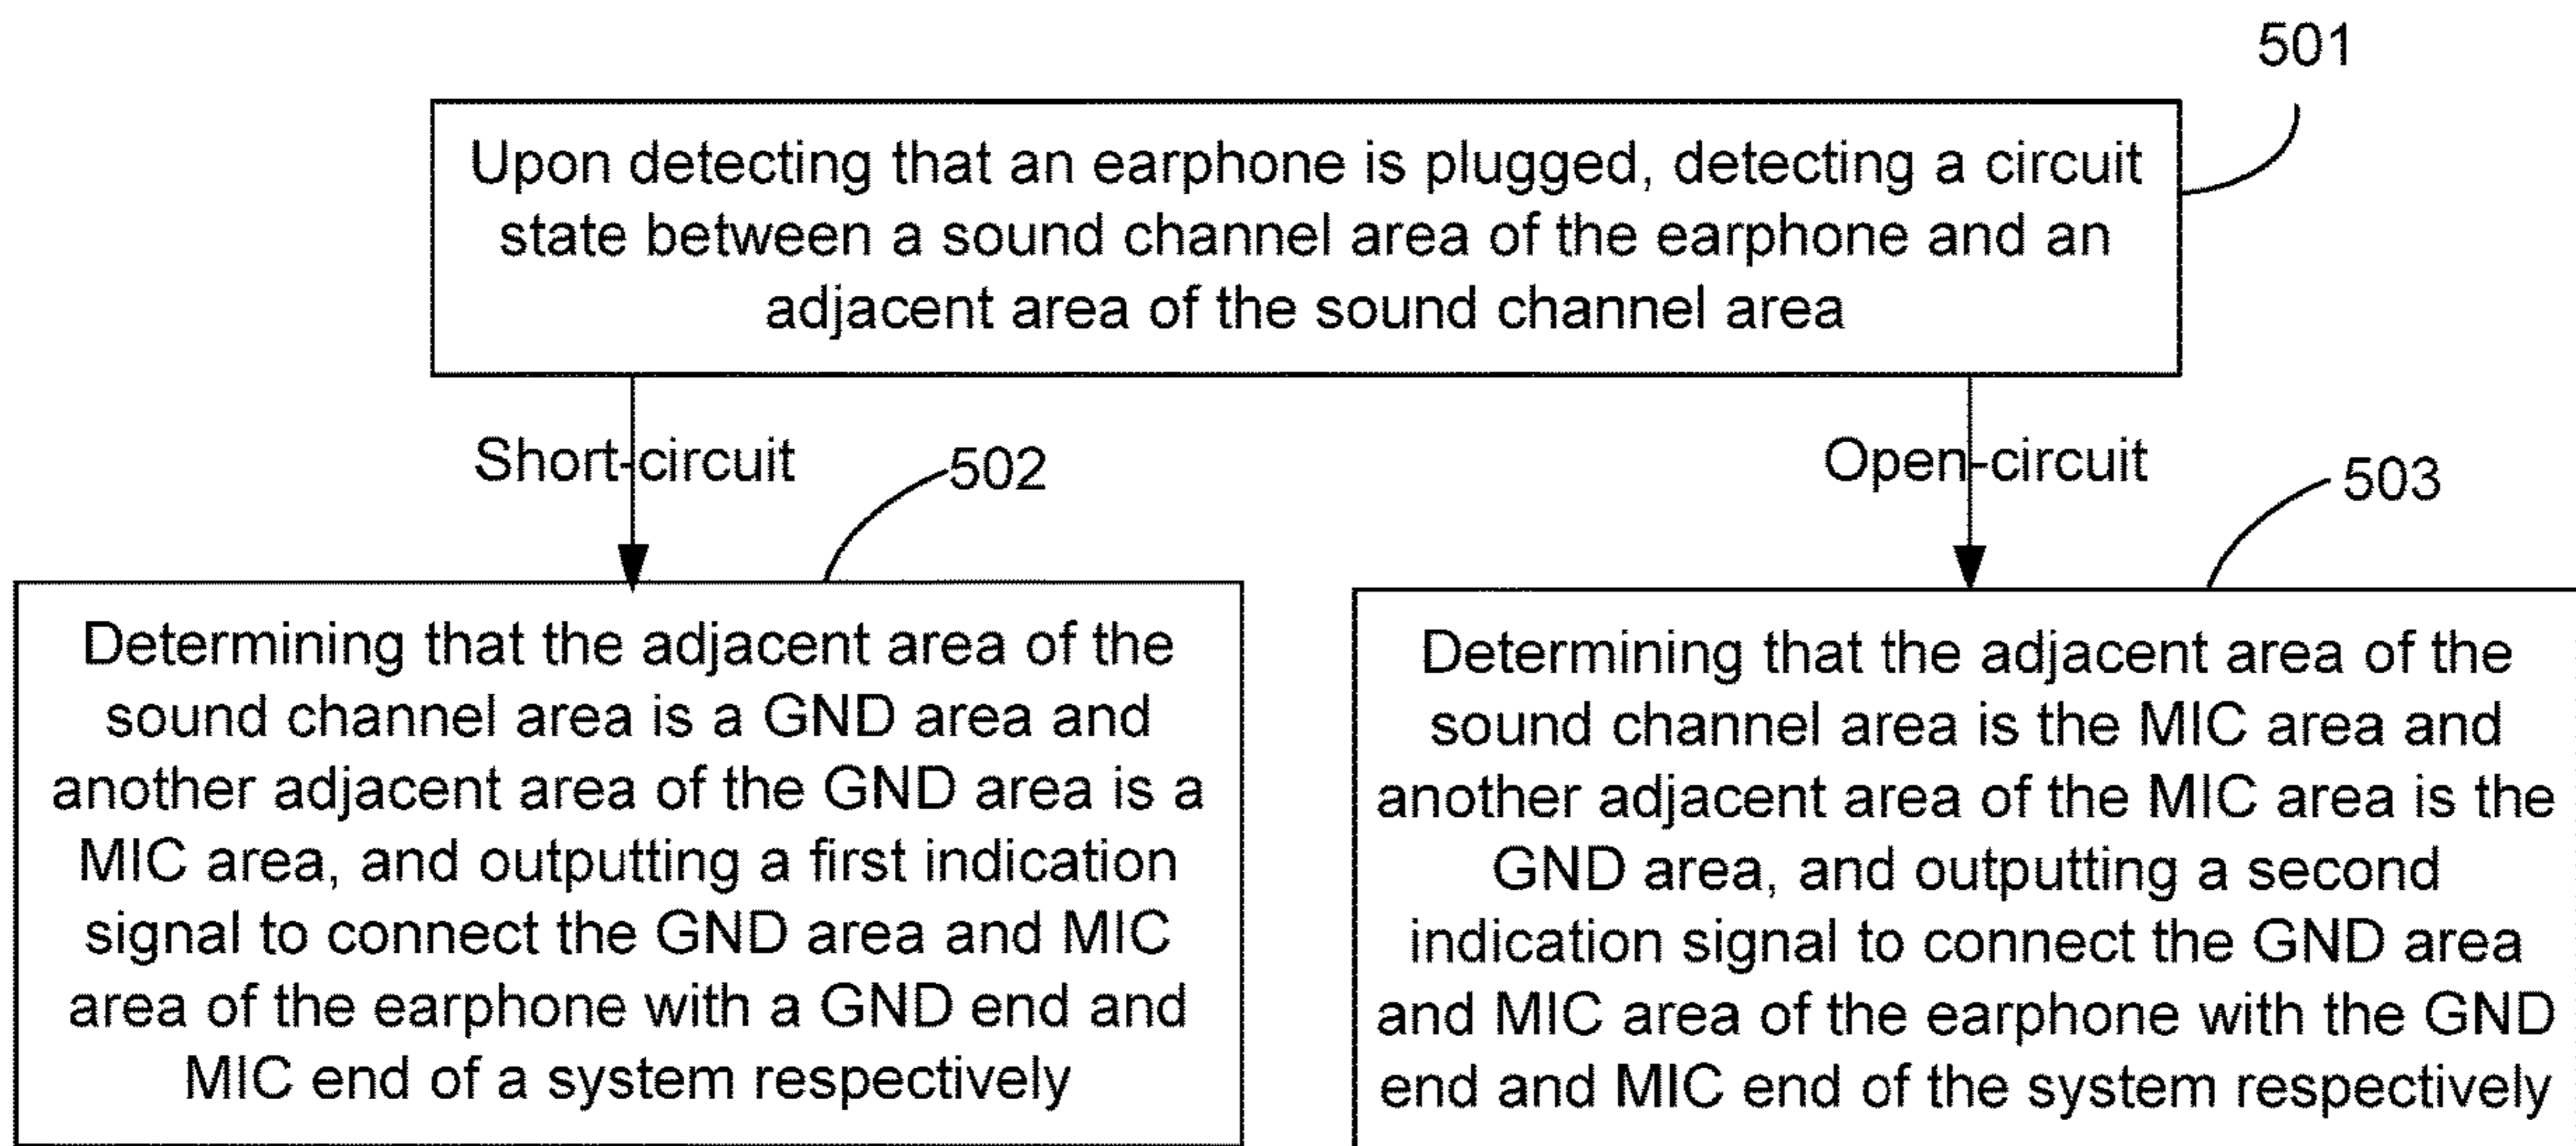 501
Upon detecting that an earphone is plugged, detecting a circuit
state between a sound channel area of the earphone and an
adjacent area of the sound channel area
Short-circuit
502
Open-circuit
503
Determining that the adjacent area of the
sound channel area is a GND area and
another adjacent area of the GND area is a
MIC area, and outputting a first indication
signal to connect the GND area and MIC
area of the earphone with a GND end and
MIC end of a system respectively
Determining that the adjacent area of the
sound channel area is the MIC area and
another adjacent area of the MIC area is the
GND area, and outputting a second
indication signal to connect the GND area
and MIC area of the earphone with the GND
end and MIC end of the system respectively